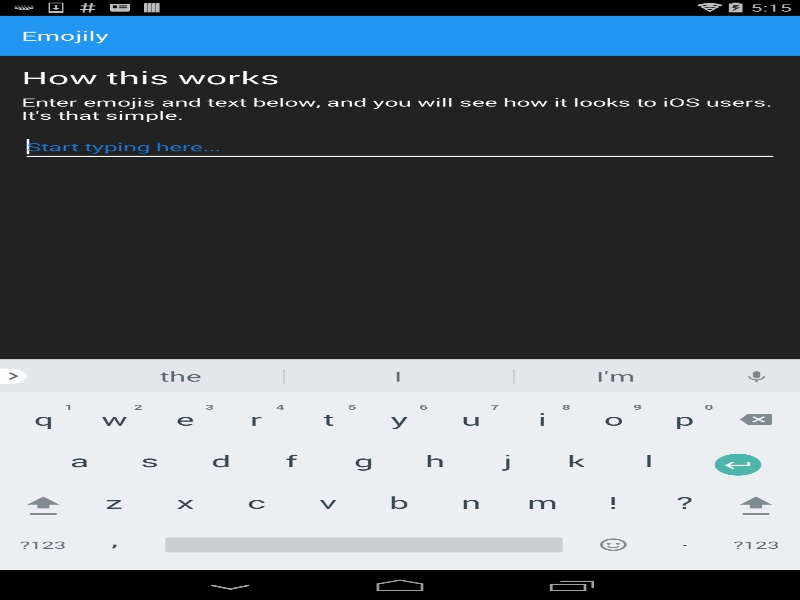 5:15
Emojily
How this works
Enter emojis and text below, and you will see how it looks to iOS users.
It's that simple.
Start typing here...
> the I I'm
1 2 3 4 5 6 7 8 9 0
q w e r t y u i o p
a s d f g h j k l
z x c v b n m ! ?
?123 , . ?123